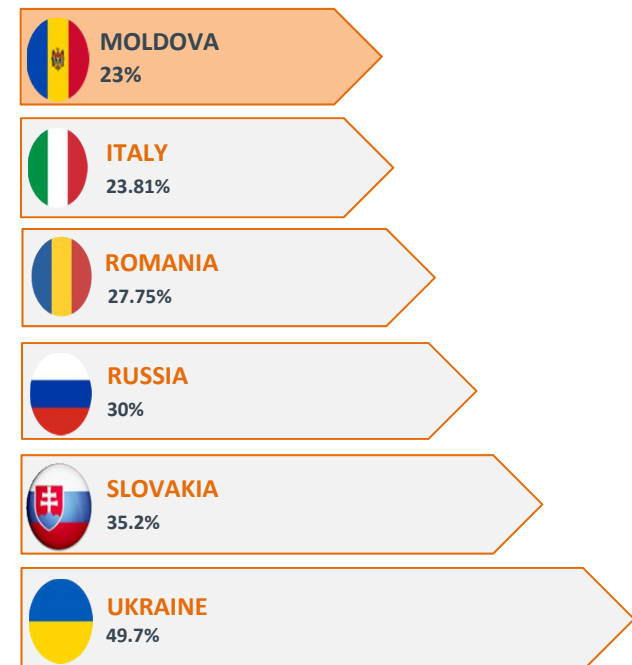 MOLDOVA
23%
ITALY
23.81%
ROMANIA
27.75%
RUSSIA
30%
SLOVAKIA
35.2%
UKRAINE
49.7%